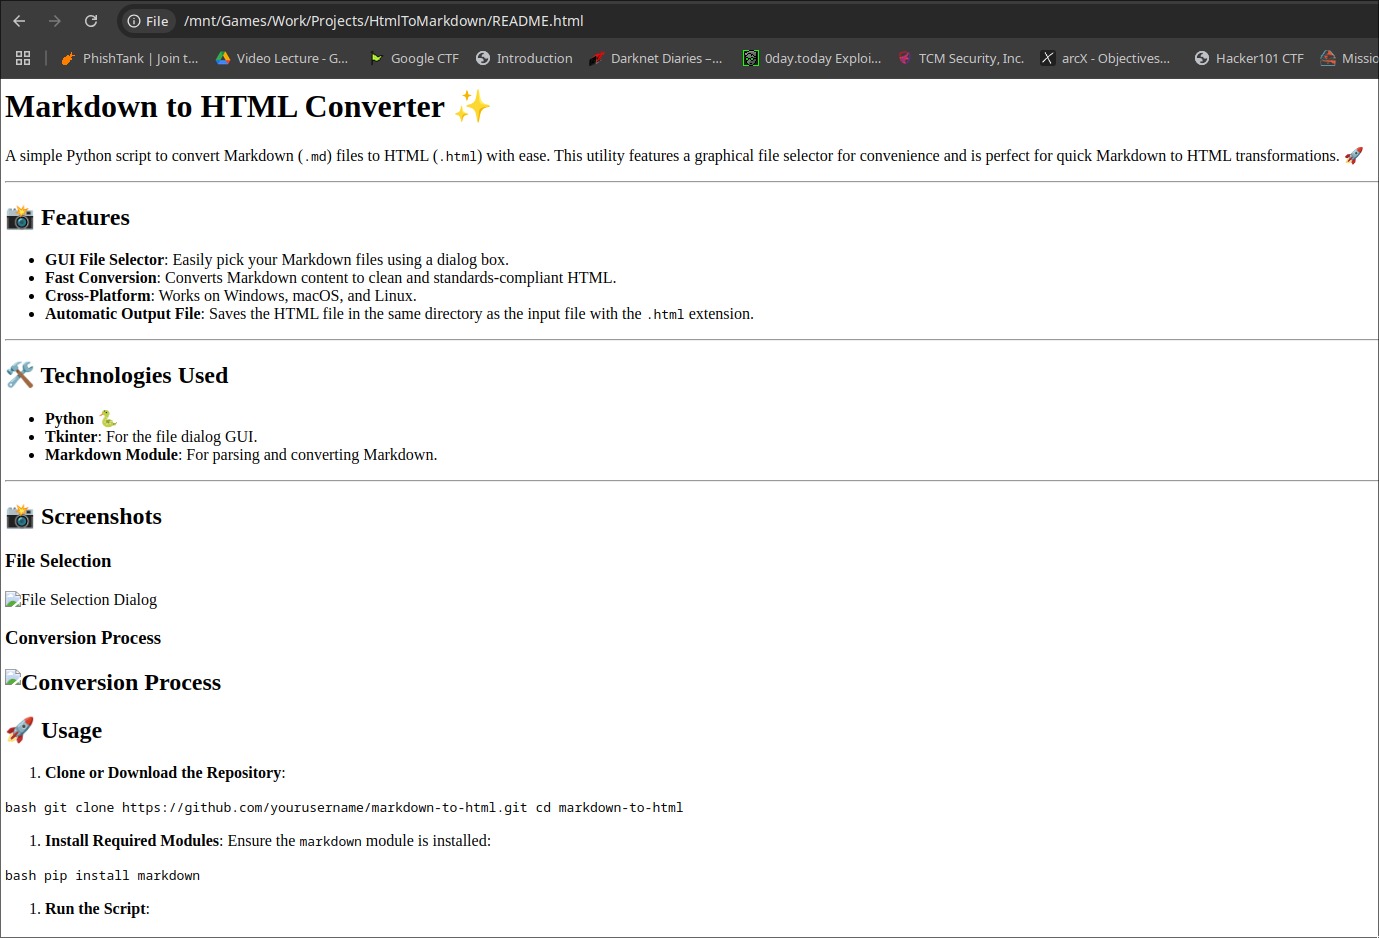 File /mnt/Games/Work/Projects/HtmlToMarkdown/README.html
PhishTank | Join t... Video Lecture - G... Google CTF Introduction Darknet Diaries –... 0day.today Exploi... TCM Security, Inc. arcX - Objectives... Hacker101 CTF Missio
Markdown to HTML Converter ✨
A simple Python script to convert Markdown (.md) files to HTML (.html) with ease. This utility features a graphical file selector for convenience and is perfect for quick Markdown to HTML transformations. 🚀
📸 Features
• GUI File Selector: Easily pick your Markdown files using a dialog box.
• Fast Conversion: Converts Markdown content to clean and standards-compliant HTML.
• Cross-Platform: Works on Windows, macOS, and Linux.
• Automatic Output File: Saves the HTML file in the same directory as the input file with the .html extension.
🛠️ Technologies Used
• Python 🐍
• Tkinter: For the file dialog GUI.
• Markdown Module: For parsing and converting Markdown.
📸 Screenshots
File Selection
File Selection Dialog
Conversion Process
Conversion Process
🚀 Usage
1. Clone or Download the Repository:
bash git clone https://github.com/yourusername/markdown-to-html.git cd markdown-to-html
1. Install Required Modules: Ensure the markdown module is installed:
bash pip install markdown
1. Run the Script: